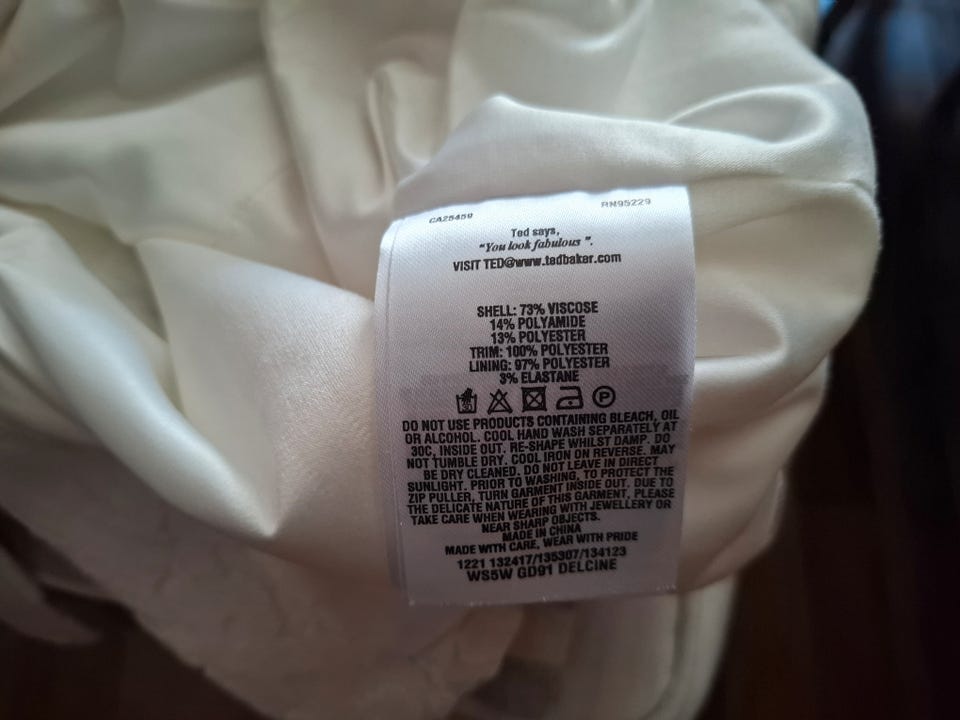 CA25450 RN95229
Ted says,
"You look fabulous ".
VISIT TED@www.tedbaker.com
SHELL: 73% VISCOSE
14% POLYAMIDE
13% POLYESTER
TRIM: 100% POLYESTER
LINING: 97% POLYESTER
3% ELASTANE
P
DO NOT USE PRODUCTS CONTAINING BLEACH, OIL
OR ALCOHOL. COOL HAND WASH SEPARATELY AT
30C, INSIDE OUT. RE-SHAPE WHILST DAMP. DO
NOT TUMBLE DRY. COOL IRON ON REVERSE. MAY
BE DRY CLEANED. DO NOT LEAVE IN DIRECT
SUNLIGHT. PRIOR TO WASHING, TO PROTECT THE
ZIP PULLER, TURN GARMENT INSIDE OUT. DUE TO
THE DELICATE NATURE OF THIS GARMENT, PLEASE
TAKE CARE WHEN WEARING WITH JEWELLERY OR
NEAR SHARP OBJECTS.
MADE IN CHINA
MADE WITH CARE, WEAR WITH PRIDE
1221 132417/135307/134123
WS5W GD91 DELCINE